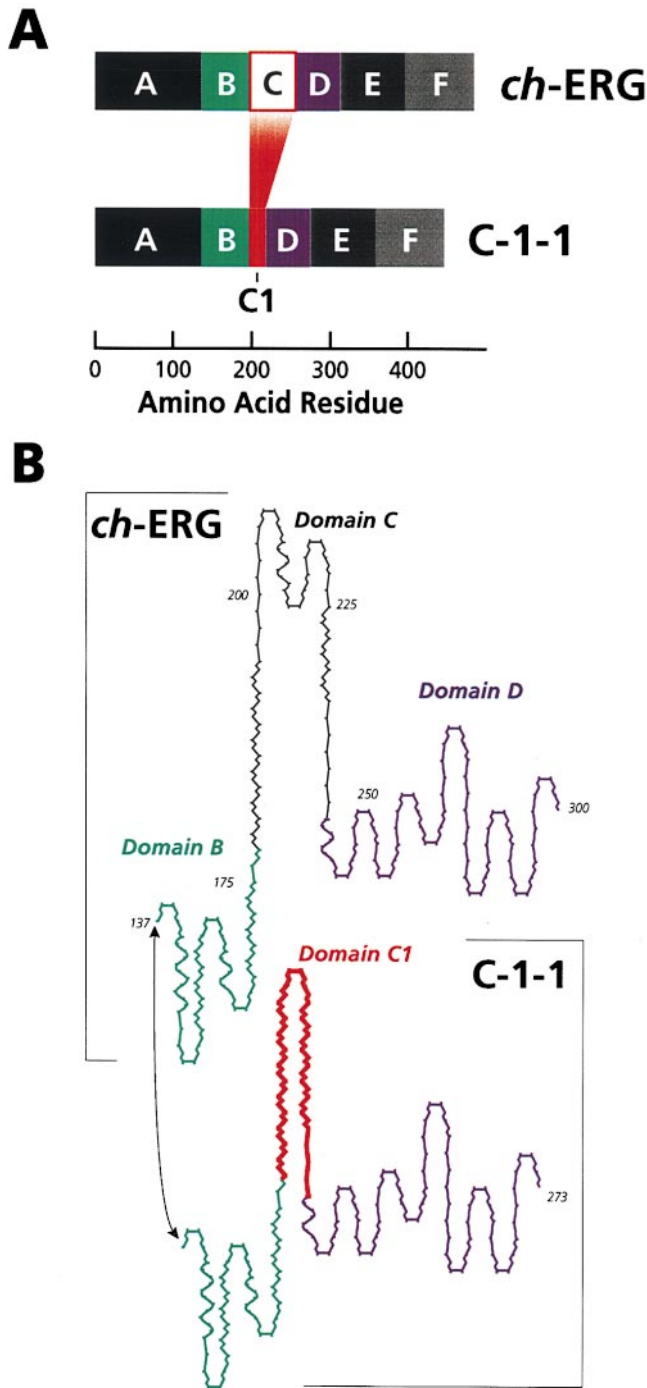 A
A B C D E F ch-ERG
A B D E F C-1-1
C1
0 100 200 300 400
Amino Acid Residue
B
ch-ERG
Domain C
200
225
Domain D
250
300
Domain B
175
137
Domain C1
C-1-1
273